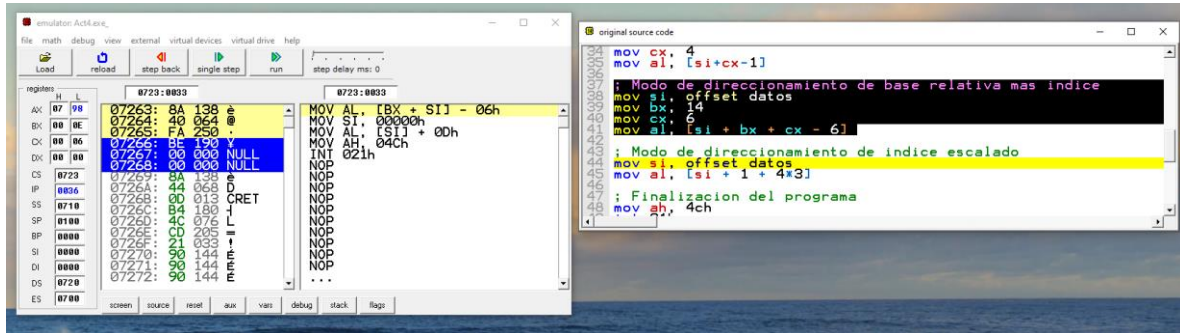 emulator: Act4.exe_
file math debug view external virtual devices virtual drive help
Load
reload
step back
single step
run
step delay ms: 0
registers
H L
AX 07 98
BX 00 0E
CX 00 06
DX 00 00
CS 0723
IP 0036
SS 0710
SP 0100
BP 0000
SI 0000
DI 0000
DS 0720
ES 0700
0723:0033
0723:0033
07263: 8A 138 è
07264: 40 064 @
07265: FA 250 ·
07266: BE 190 ¥
07267: 00 000 NULL
07268: 00 000 NULL
07269: 8A 138 è
0726A: 44 068 D
0726B: 0D 013 CRET
0726C: B4 180 ┤
0726D: 4C 076 L
0726E: CD 205 =
0726F: 21 033 !
07270: 90 144 É
07271: 90 144 É
07272: 90 144 É
MOV AL, [BX + SI] - 06h
MOV SI, 00000h
MOV AL, [SI] + 0Dh
MOV AH, 04Ch
INT 021h
NOP
NOP
NOP
NOP
NOP
NOP
NOP
NOP
NOP
NOP
...
screen
source
reset
aux
vars
debug
stack
flags
original source code
34 mov cx, 4
35 mov al, [si+cx-1]
36
37 ; Modo de direccionamiento de base relativa mas indice
38 mov si, offset datos
39 mov bx, 14
40 mov cx, 6
41 mov al, [si + bx + cx - 6]
42
43 ; Modo de direccionamiento de indice escalado
44 mov si, offset datos
45 mov al, [si + 1 + 4*3]
46
47 ; Finalizacion del programa
48 mov ah, 4ch